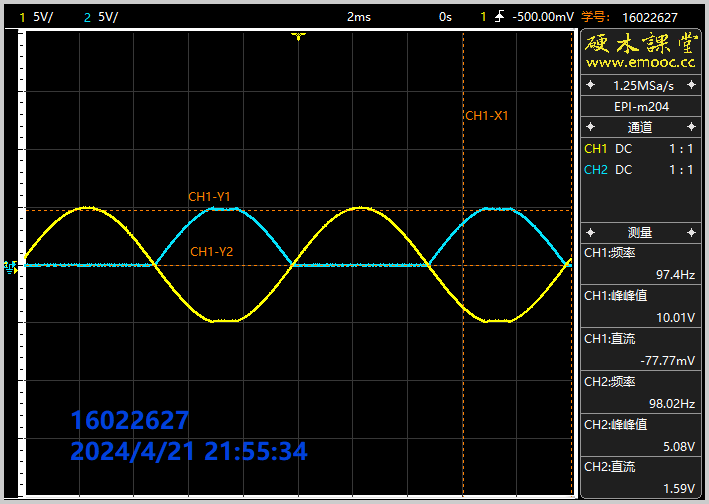 1 5V/ 2 5V/ 2ms 0s 1 -500.00mV 学号: 16022627
硬木課堂
www.emooc.cc
1.25MSa/s
EPI-m204
通道
CH1 DC 1 : 1
CH2 DC 1 : 1
测量
CH1:频率
97.4Hz
CH1:峰峰值
10.01V
CH1:直流
-77.77mV
CH2:频率
98.02Hz
CH2:峰峰值
5.08V
CH2:直流
1.59V
CH1-X1
CH1-Y1
CH1-Y2
16022627
2024/4/21 21:55:34